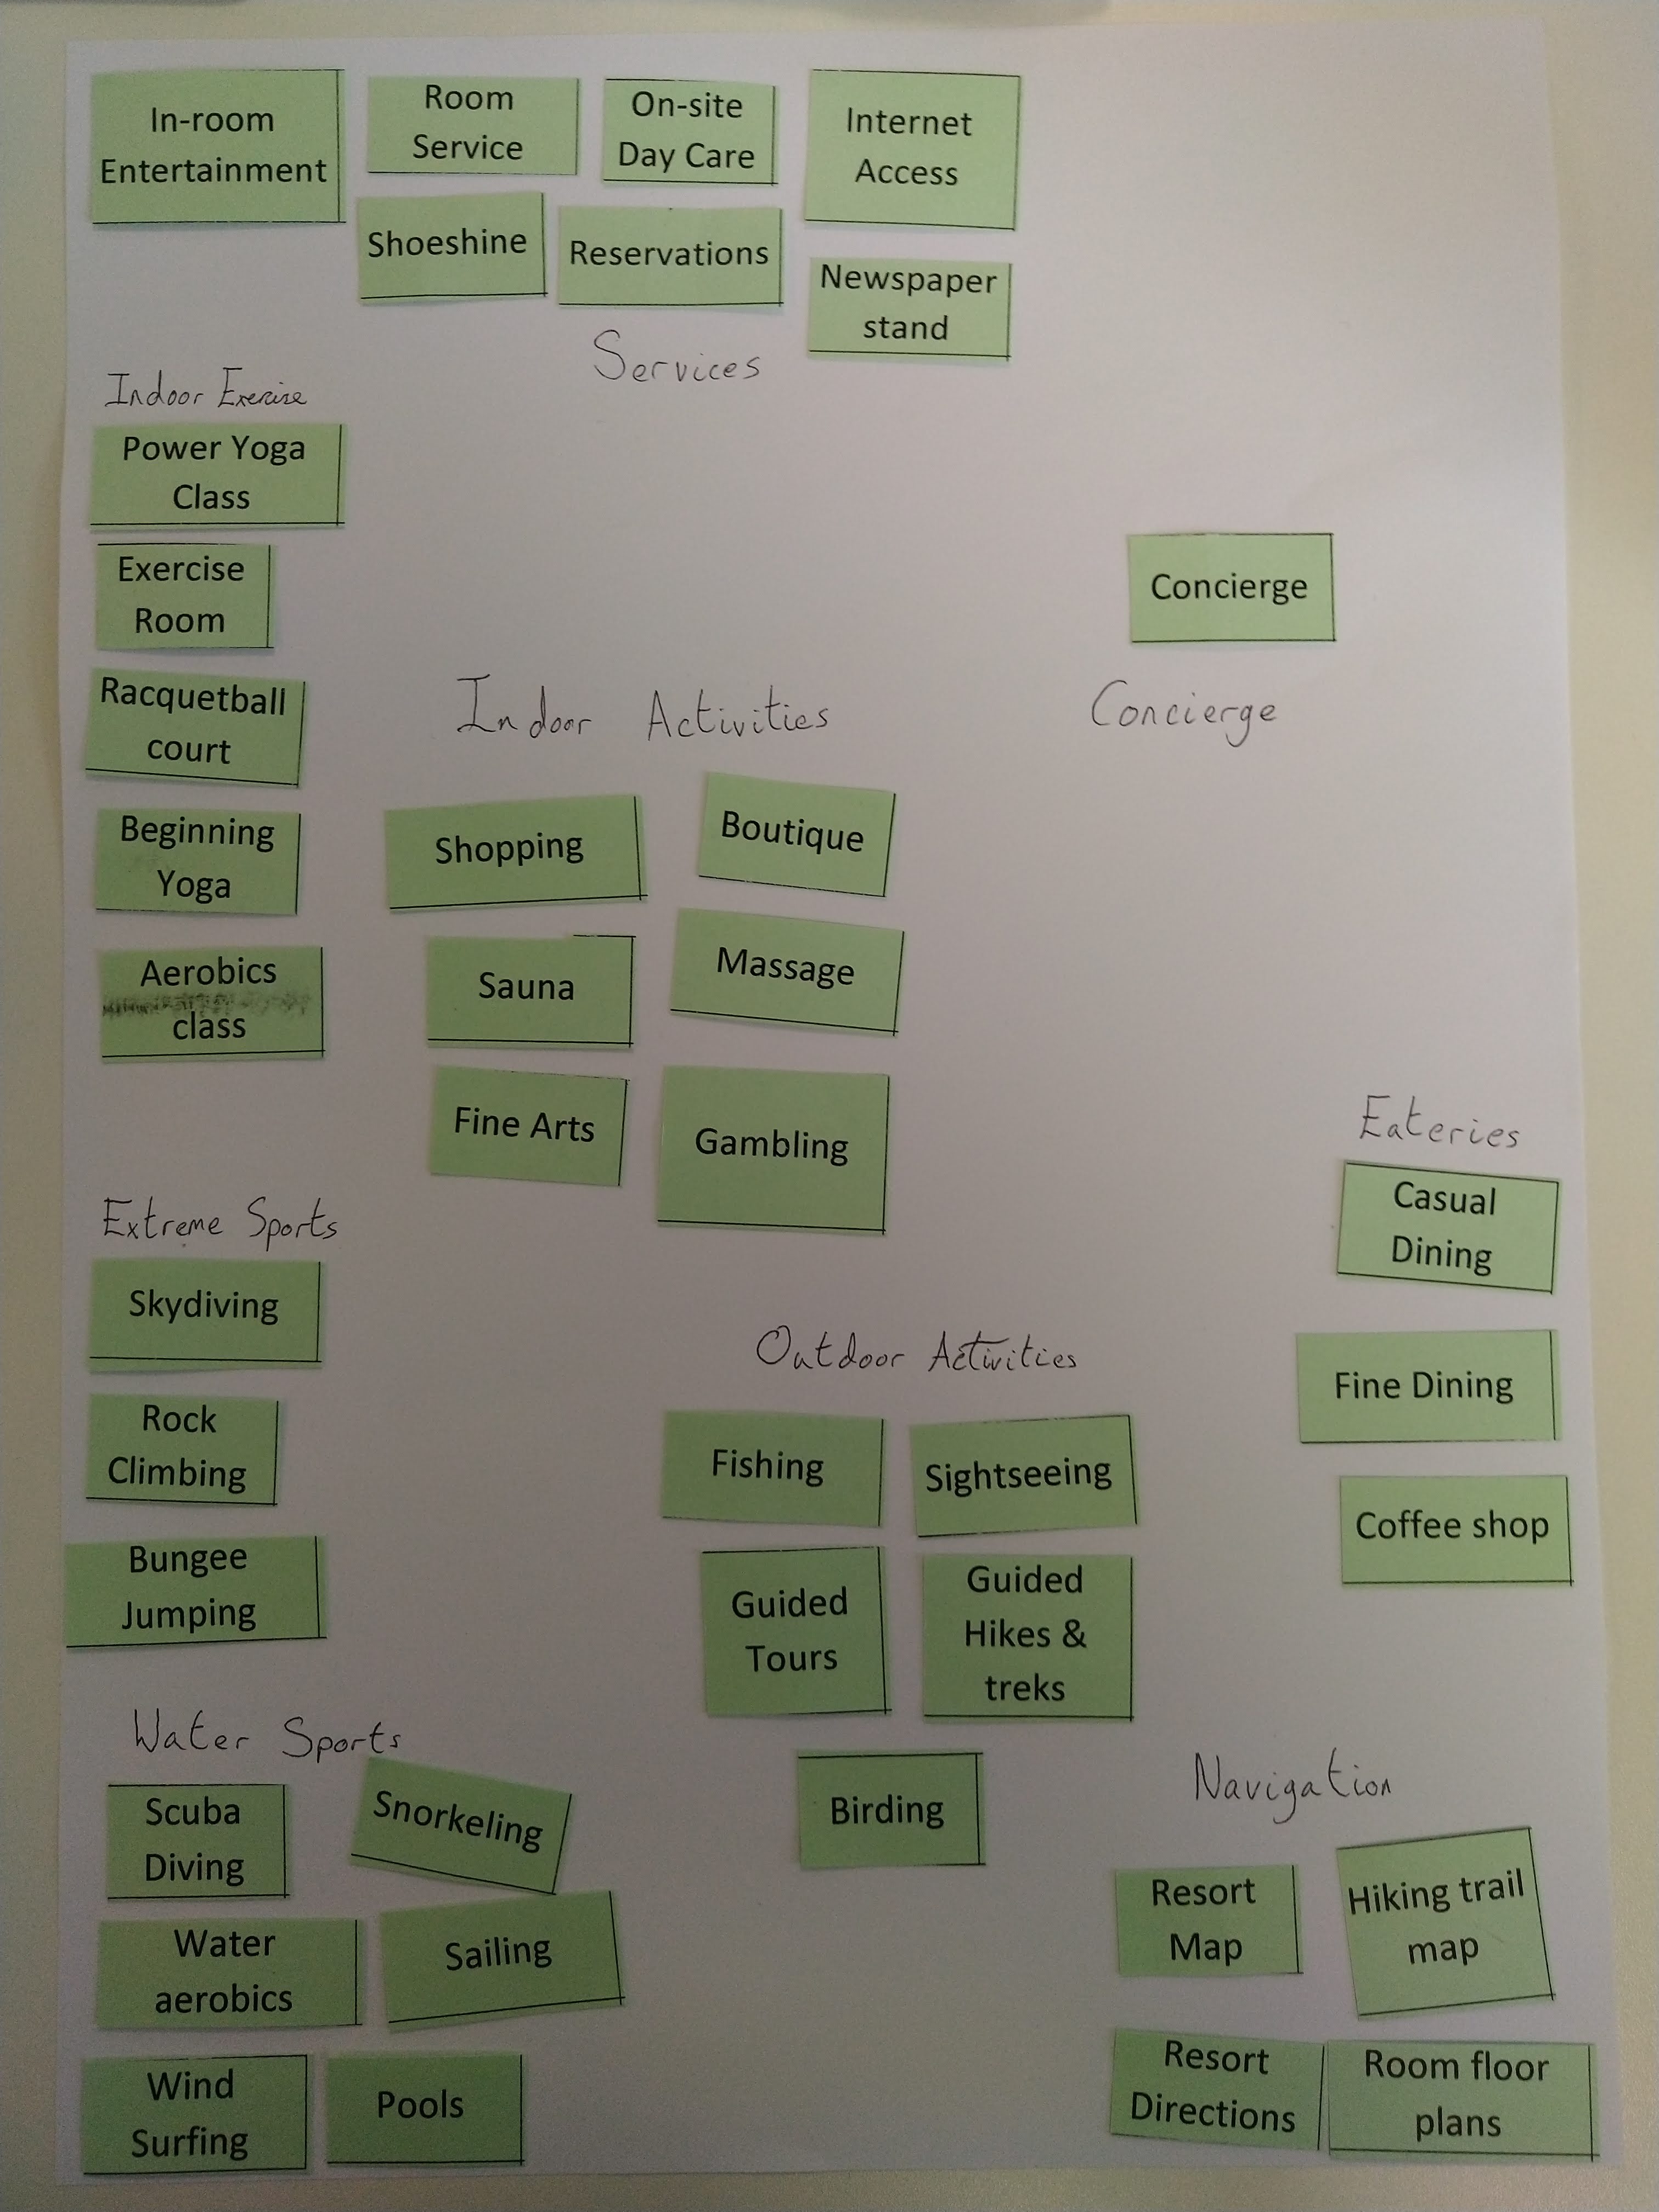 In-room
Entertainment
Room
Service
On-site
Day Care
Internet
Access
Shoeshine
Reservations
Newspaper
stand
Services
Indoor Exercise
Power Yoga
Class
Exercise
Room
Racquetball
court
Beginning
Yoga
Aerobics
class
Concierge
Concierge
Indoor Activities
Shopping
Boutique
Sauna
Massage
Fine Arts
Gambling
Extreme Sports
Skydiving
Rock
Climbing
Bungee
Jumping
Eateries
Casual
Dining
Fine Dining
Coffee shop
Outdoor Activities
Fishing
Sightseeing
Guided
Tours
Guided
Hikes &
treks
Birding
Water Sports
Scuba
Diving
Snorkeling
Water
aerobics
Sailing
Wind
Surfing
Pools
Navigation
Resort
Map
Hiking trail
map
Resort
Directions
Room floor
plans